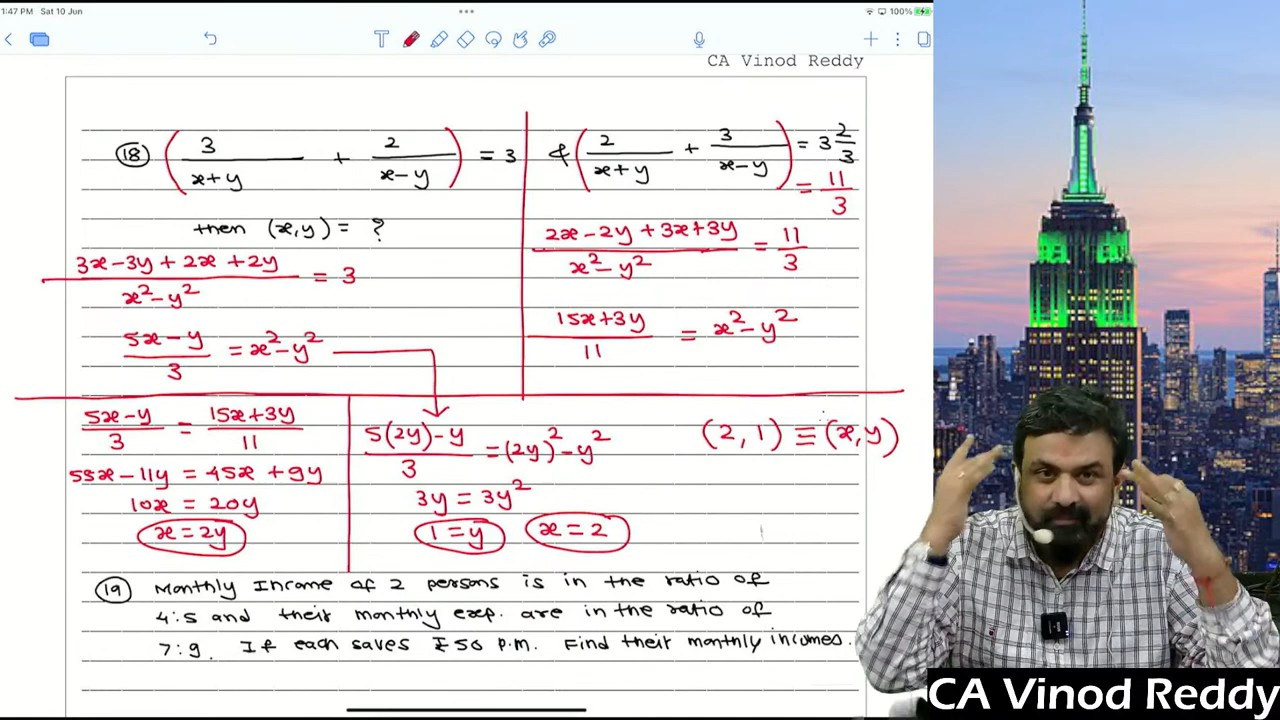 1:47 PM Sat 10 Jun
100%
CA Vinod Reddy
(18) ( 3/(x+y) + 2/(x-y) ) = 3 & ( 2/(x+y) + 3/(x-y) ) = 3 2/3
= 11/3
then (x,y) = ?
(3x-3y+2x+2y)/(x²-y²) = 3
(5x-y)/3 = x²-y²
(2x-2y+3x+3y)/(x²-y²) = 11/3
(15x+3y)/11 = x²-y²
(5x-y)/3 = (15x+3y)/11
55x-11y = 45x+9y
10x = 20y
x=2y
(5(2y)-y)/3 = (2y)²-y²
3y = 3y²
1=y x=2
(2,1) ≡ (x,y)
(19) Monthly Income of 2 persons is in the ratio of
4:5 and their monthly exp. are in the ratio of
7:9. If each saves ₹50 p.m. Find their monthly incomes.
CA Vinod Reddy